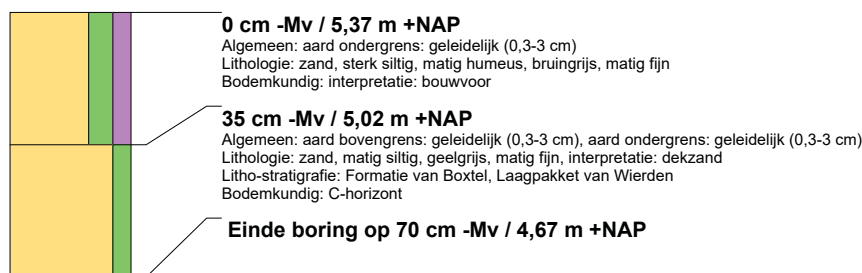 0 cm -Mv / 5,37 m +NAP
Algemeen: aard ondergrens: geleidelijk (0,3-3 cm)
Lithologie: zand, sterk siltig, matig humeus, bruingrijs, matig fijn
Bodemkundig: interpretatie: bouwvoor
35 cm -Mv / 5,02 m +NAP
Algemeen: aard bovengrens: geleidelijk (0,3-3 cm), aard ondergrens: geleidelijk (0,3-3 cm)
Lithologie: zand, matig siltig, geelgrijs, matig fijn, interpretatie: dekzand
Litho-stratigrafie: Formatie van Boxtel, Laagpakket van Wierden
Bodemkundig: C-horizont
Einde boring op 70 cm -Mv / 4,67 m +NAP